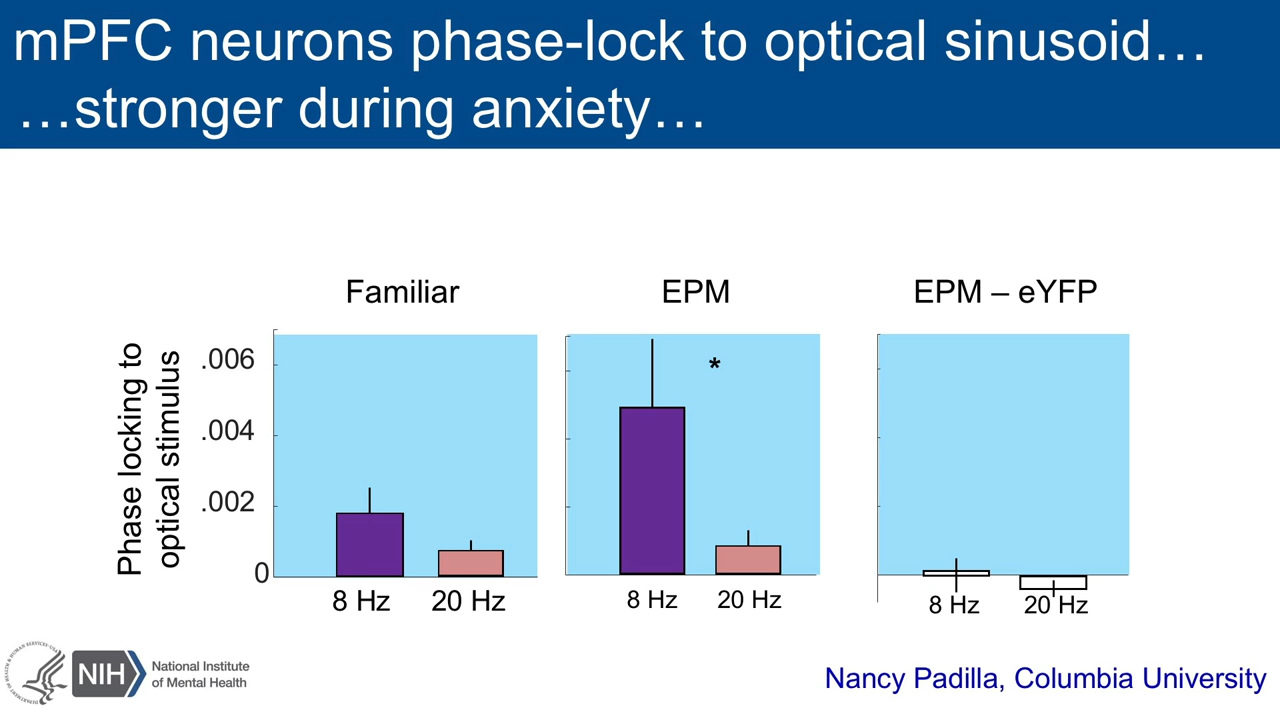 mPFC neurons phase-lock to optical sinusoid…
…stronger during anxiety…
Familiar
EPM
EPM – eYFP
Phase locking to
optical stimulus
.006
.004
.002
0
*
8 Hz
20 Hz
8 Hz
20 Hz
8 Hz
20 Hz
NIH
National Institute
of Mental Health
Nancy Padilla, Columbia University